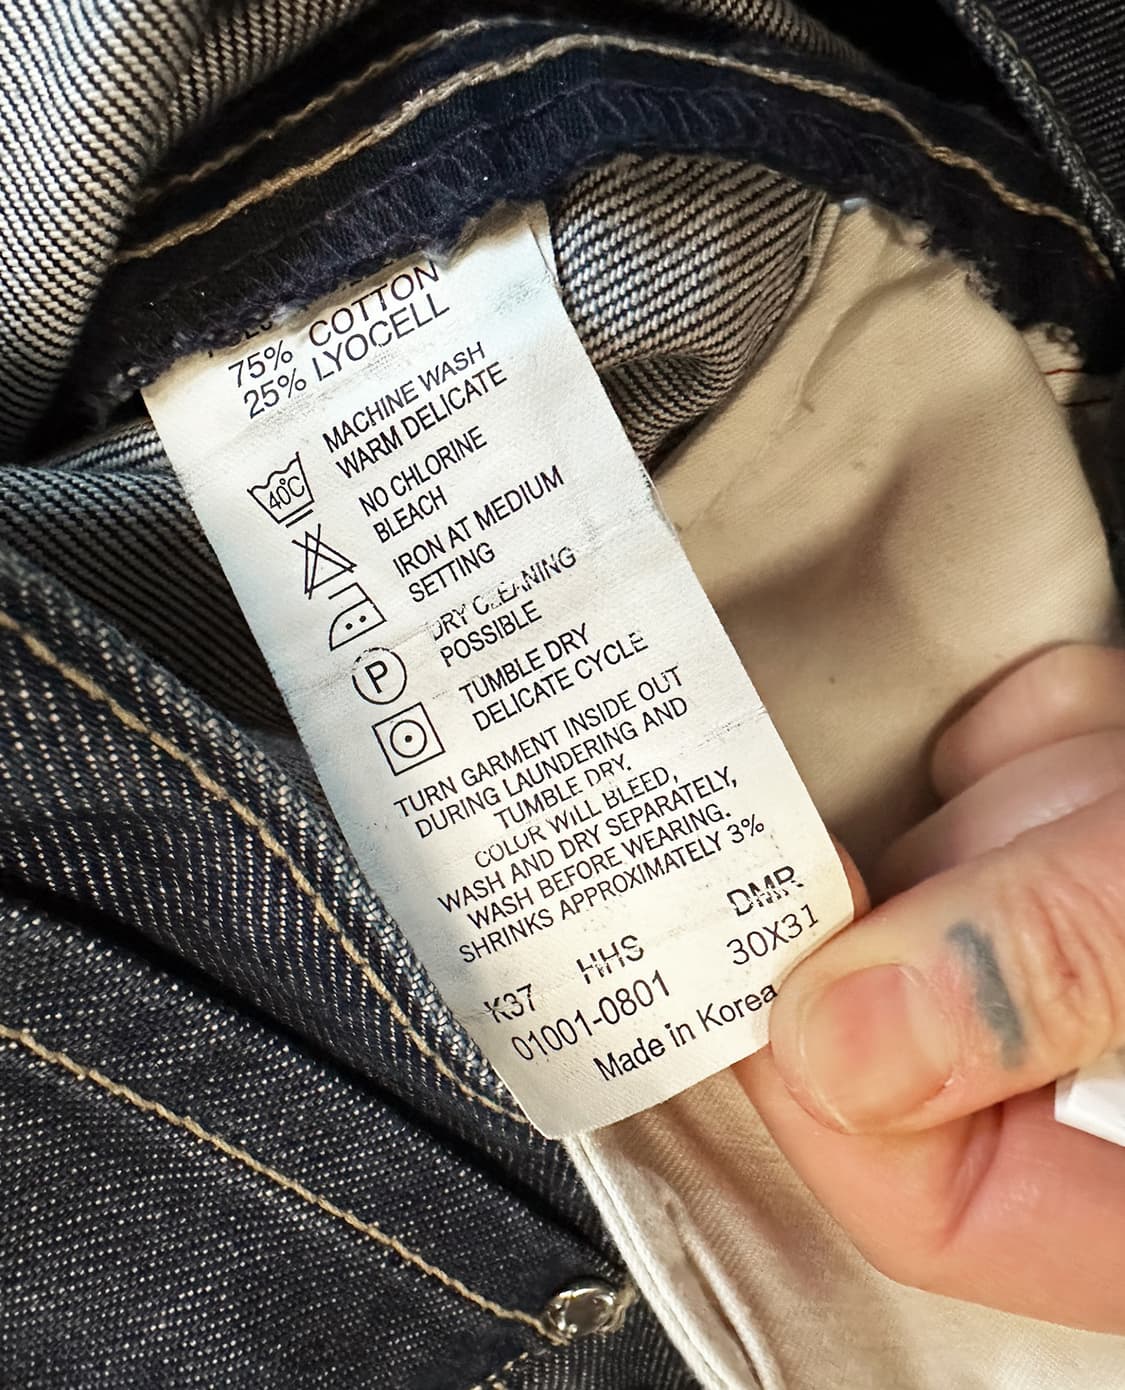 75% COTTON
25% LYOCELL
MACHINE WASH
WARM DELICATE
40°C
NO CHLORINE
BLEACH
IRON AT MEDIUM
SETTING
DRY CLEANING
POSSIBLE
P
TUMBLE DRY
DELICATE CYCLE
TURN GARMENT INSIDE OUT
DURING LAUNDERING AND
TUMBLE DRY.
COLOR WILL BLEED,
WASH AND DRY SEPARATELY,
WASH BEFORE WEARING.
SHRINKS APPROXIMATELY 3%
K37 HHS DMR
01001-0801 30X31
Made in Korea